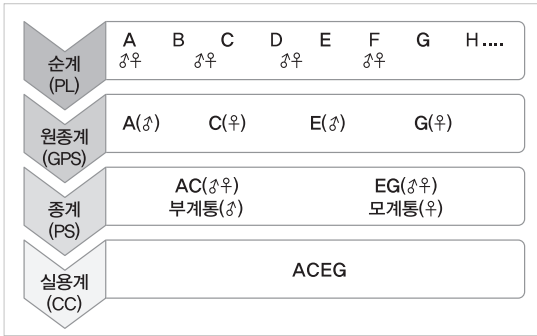 순계
(PL)
A B C D E F G H....
♂♀ ♂♀ ♂♀ ♂♀
원종계
(GPS)
A(♂) C(♀) E(♂) G(♀)
종계
(PS)
AC(♂♀) EG(♂♀)
부계통(♂) 모계통(♀)
실용계
(CC)
ACEG